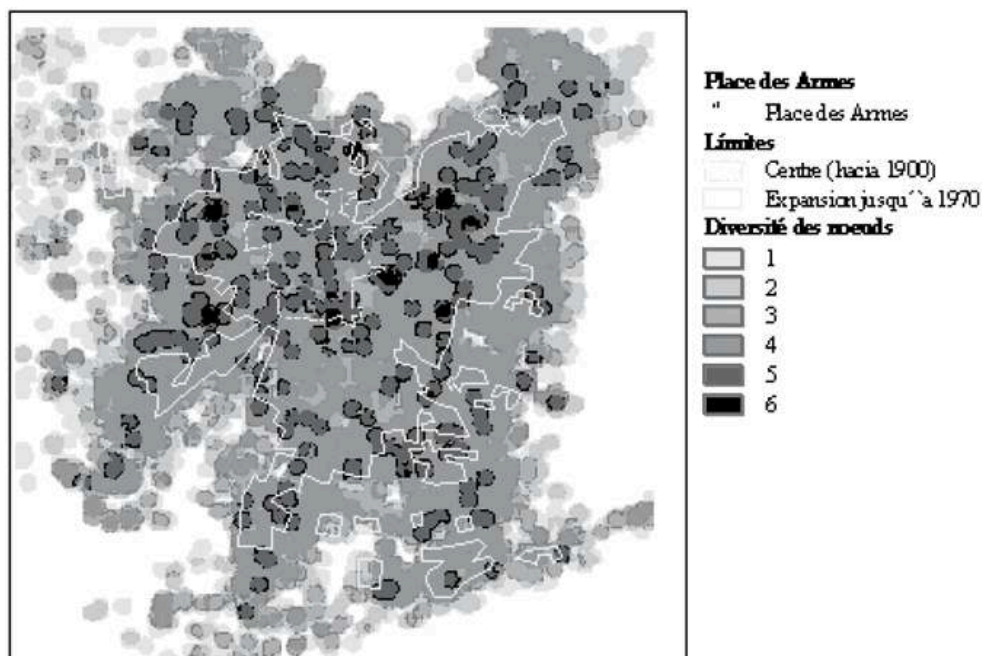 Place des Armes
" Place des Armes
Límites
Centre (hacia 1900)
Expansion jusqu´`a 1970
Diversité des noeuds
1
2
3
4
5
6